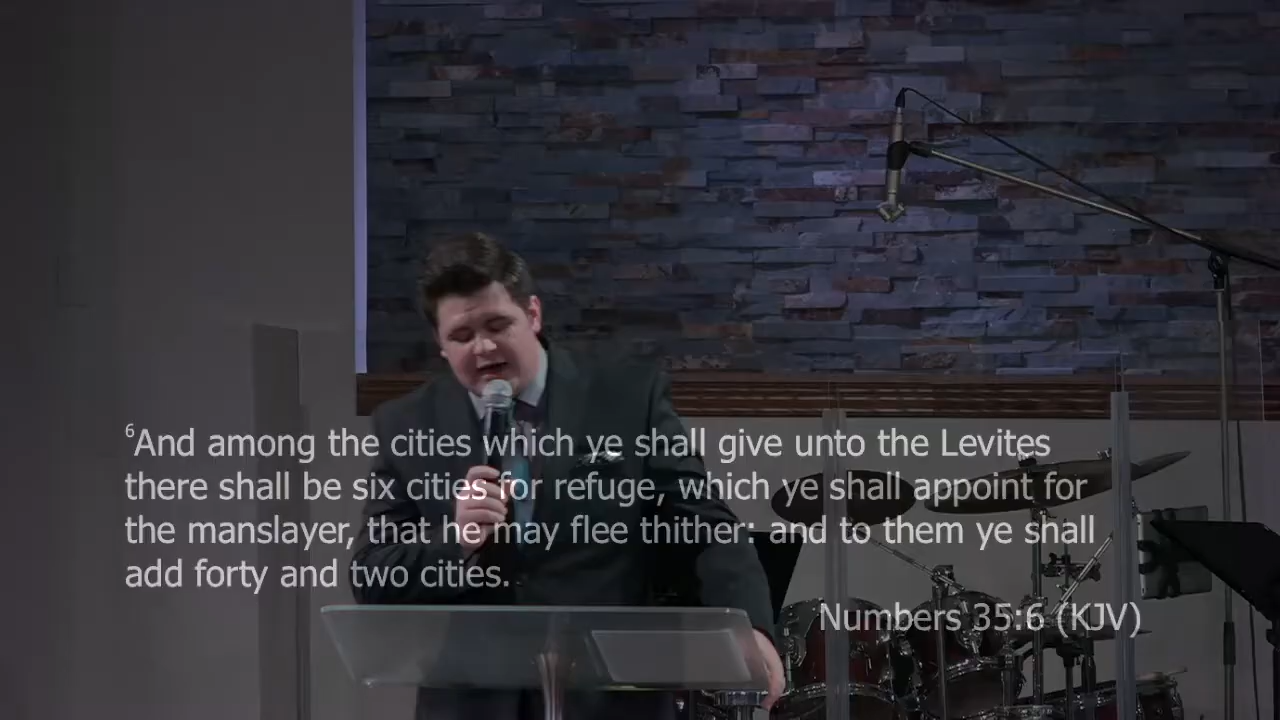 ⁶And among the cities which ye shall give unto the Levites
there shall be six cities for refuge, which ye shall appoint for
the manslayer, that he may flee thither: and to them ye shall
add forty and two cities.
Numbers 35:6 (KJV)